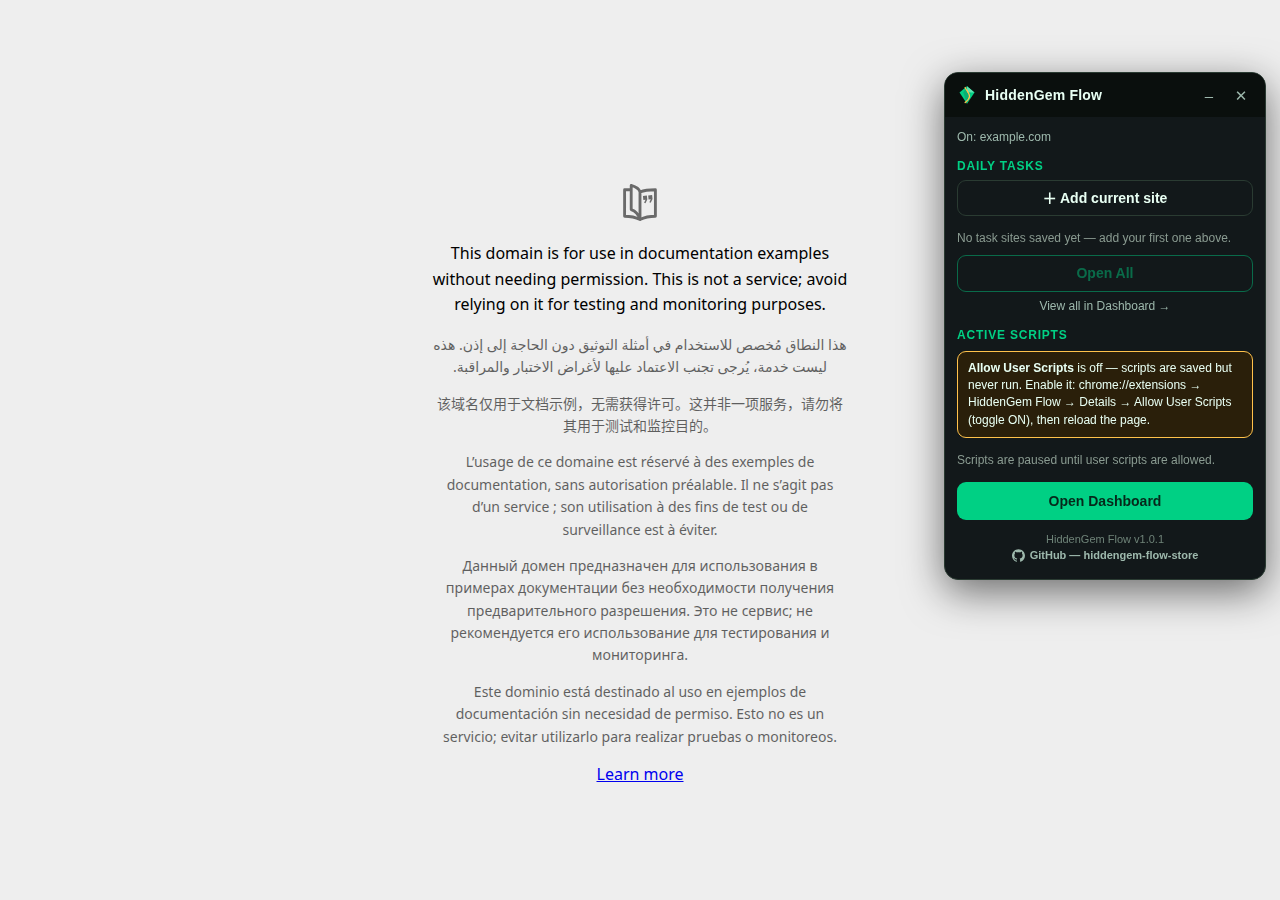 This domain is for use in documentation examples
without needing permission. This is not a service; avoid
relying on it for testing and monitoring purposes.
هذا النطاق مُخصص للاستخدام في أمثلة التوثيق دون الحاجة إلى إذن. هذه
ليست خدمة، يُرجى تجنب الاعتماد عليها لأغراض الاختبار والمراقبة.
该域名仅用于文档示例，无需获得许可。这并非一项服务，请勿将
其用于测试和监控目的。
L’usage de ce domaine est réservé à des exemples de
documentation, sans autorisation préalable. Il ne s’agit pas
d’un service ; son utilisation à des fins de test ou de
surveillance est à éviter.
Данный домен предназначен для использования в
примерах документации без необходимости получения
предварительного разрешения. Это не сервис; не
рекомендуется его использование для тестирования и
мониторинга.
Este dominio está destinado al uso en ejemplos de
documentación sin necesidad de permiso. Esto no es un
servicio; evitar utilizarlo para realizar pruebas o monitoreos.
Learn more
HiddenGem Flow
On: example.com
DAILY TASKS
+ Add current site
No task sites saved yet — add your first one above.
Open All
View all in Dashboard →
ACTIVE SCRIPTS
Allow User Scripts is off — scripts are saved but
never run. Enable it: chrome://extensions →
HiddenGem Flow → Details → Allow User Scripts
(toggle ON), then reload the page.
Scripts are paused until user scripts are allowed.
Open Dashboard
HiddenGem Flow v1.0.1
GitHub — hiddengem-flow-store